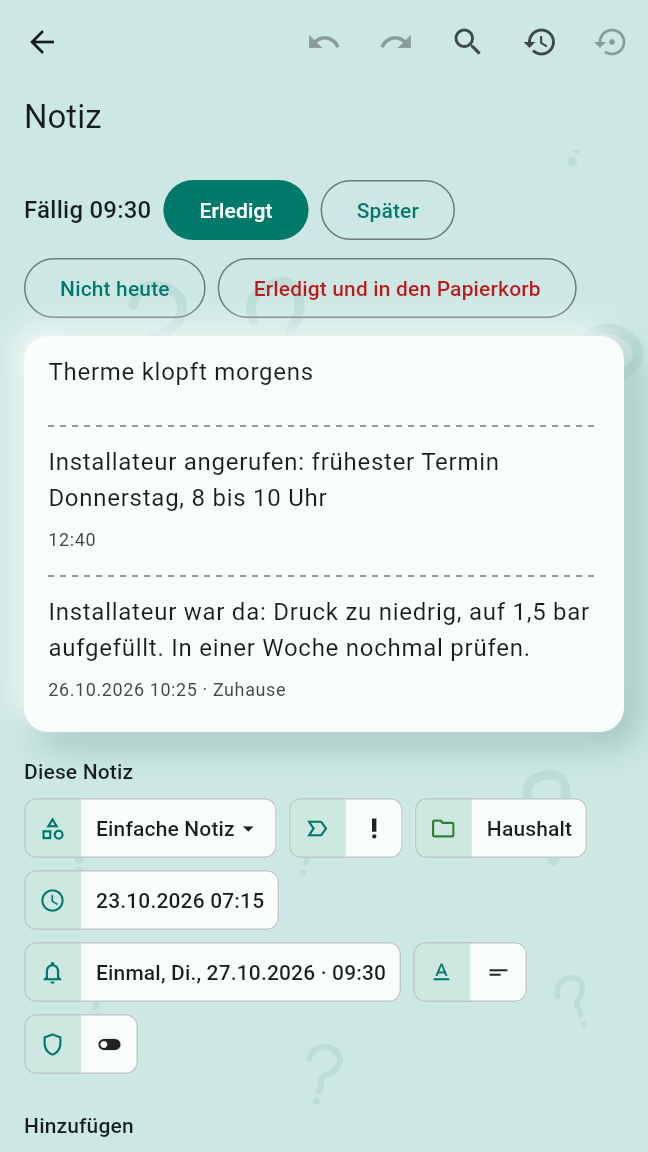 Notiz
Fällig 09:30
Erledigt
Später
Nicht heute
Erledigt und in den Papierkorb
Therme klopft morgens
Installateur angerufen: frühester Termin
Donnerstag, 8 bis 10 Uhr
12:40
Installateur war da: Druck zu niedrig, auf 1,5 bar
aufgefüllt. In einer Woche nochmal prüfen.
26.10.2026 10:25 · Zuhause
Diese Notiz
Einfache Notiz
Haushalt
23.10.2026 07:15
Einmal, Di., 27.10.2026 · 09:30
Hinzufügen